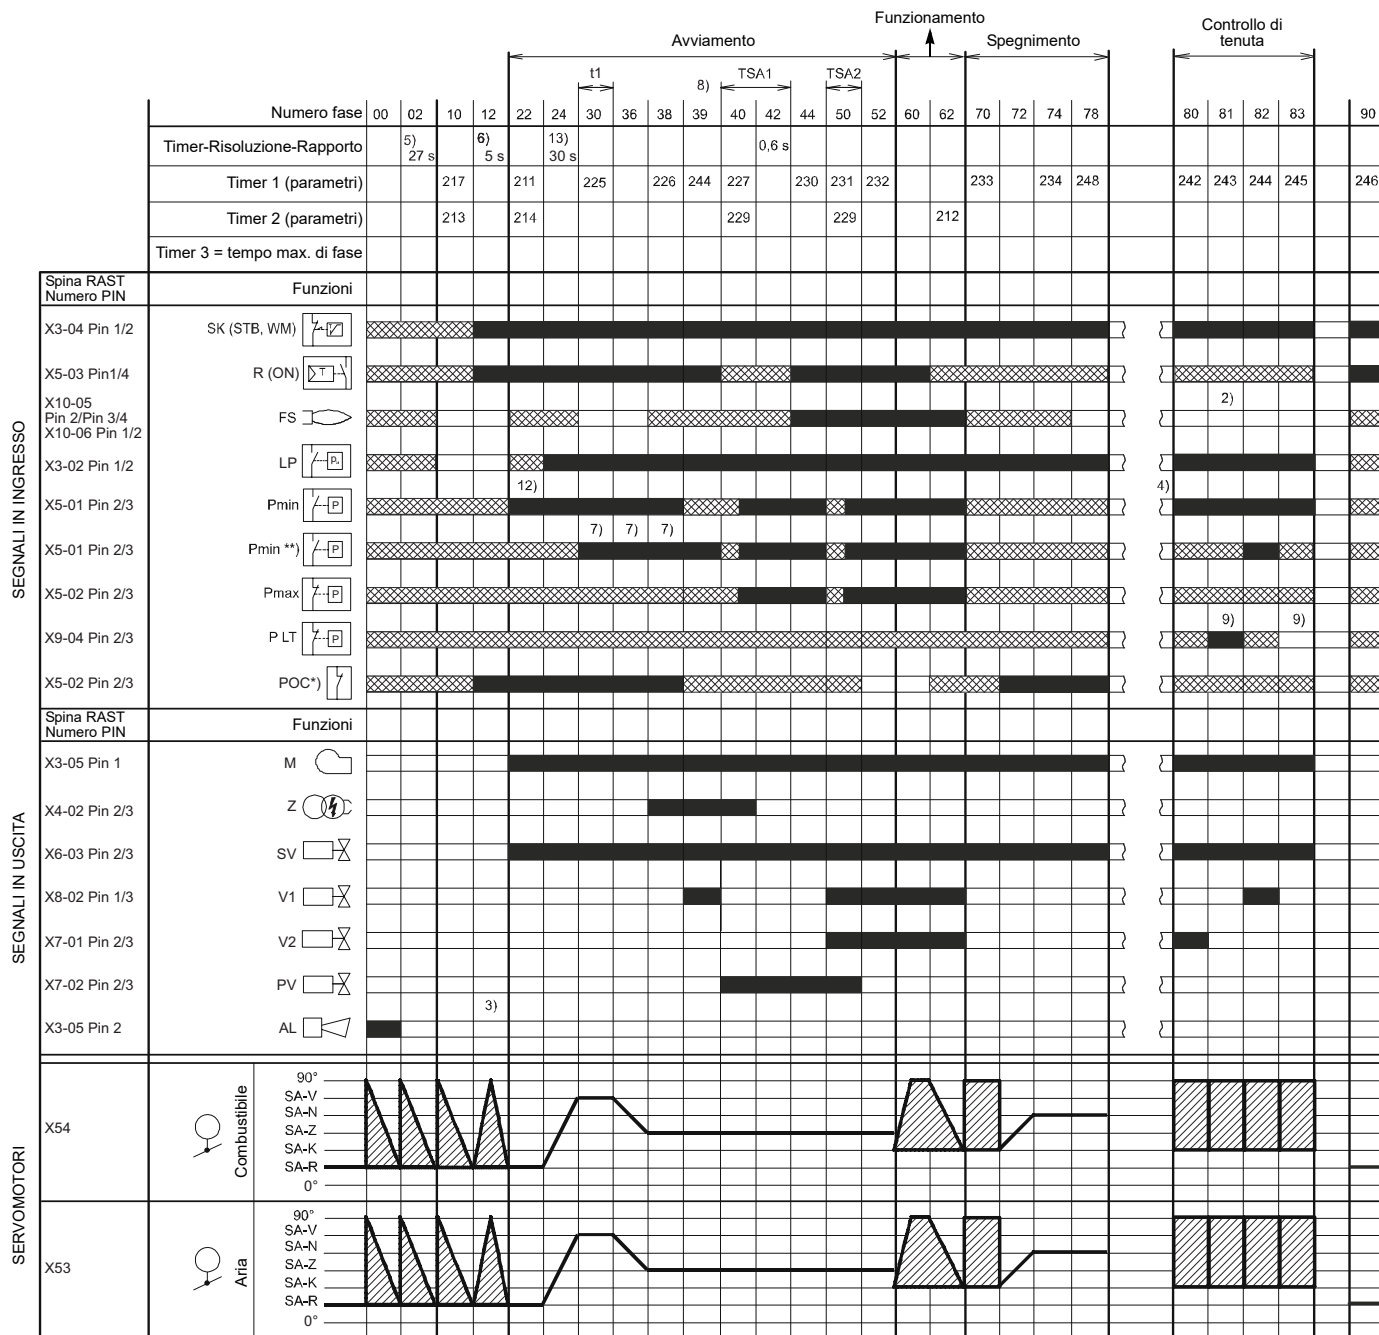 Funzionamento
Avviamento
Spegnimento
Controllo di
tenuta
t1
8)
TSA1
TSA2
Numero fase 00 02 10 12 22 24 30 36 38 39 40 42 44 50 52 60 62 70 72 74 78 80 81 82 83 90
Timer-Risoluzione-Rapporto 5) 27 s 6) 5 s 13) 30 s 0,6 s
Timer 1 (parametri) 217 211 225 226 244 227 230 231 232 233 234 248 242 243 244 245 246
Timer 2 (parametri) 213 214 229 229 212
Timer 3 = tempo max. di fase
Spina RAST
Numero PIN
Funzioni
SEGNALI IN INGRESSO
X3-04 Pin 1/2 SK (STB, WM)
X5-03 Pin1/4 R (ON) T
2)
X10-05
Pin 2/Pin 3/4
X10-06 Pin 1/2
FS
X3-02 Pin 1/2 LP
12) 4)
X5-01 Pin 2/3 Pmin P
7) 7) 7)
X5-01 Pin 2/3 Pmin **) P
X5-02 Pin 2/3 Pmax P
9) 9)
X9-04 Pin 2/3 P LT P
X5-02 Pin 2/3 POC*)
Spina RAST
Numero PIN
Funzioni
SEGNALI IN USCITA
X3-05 Pin 1 M
X4-02 Pin 2/3 Z
X6-03 Pin 2/3 SV
X8-02 Pin 1/3 V1
X7-01 Pin 2/3 V2
X7-02 Pin 2/3 PV
3)
X3-05 Pin 2 AL
SERVOMOTORI
X54
Combustibile
90°
SA-V
SA-N
SA-Z
SA-K
SA-R
0°
X53
Aria
90°
SA-V
SA-N
SA-Z
SA-K
SA-R
0°